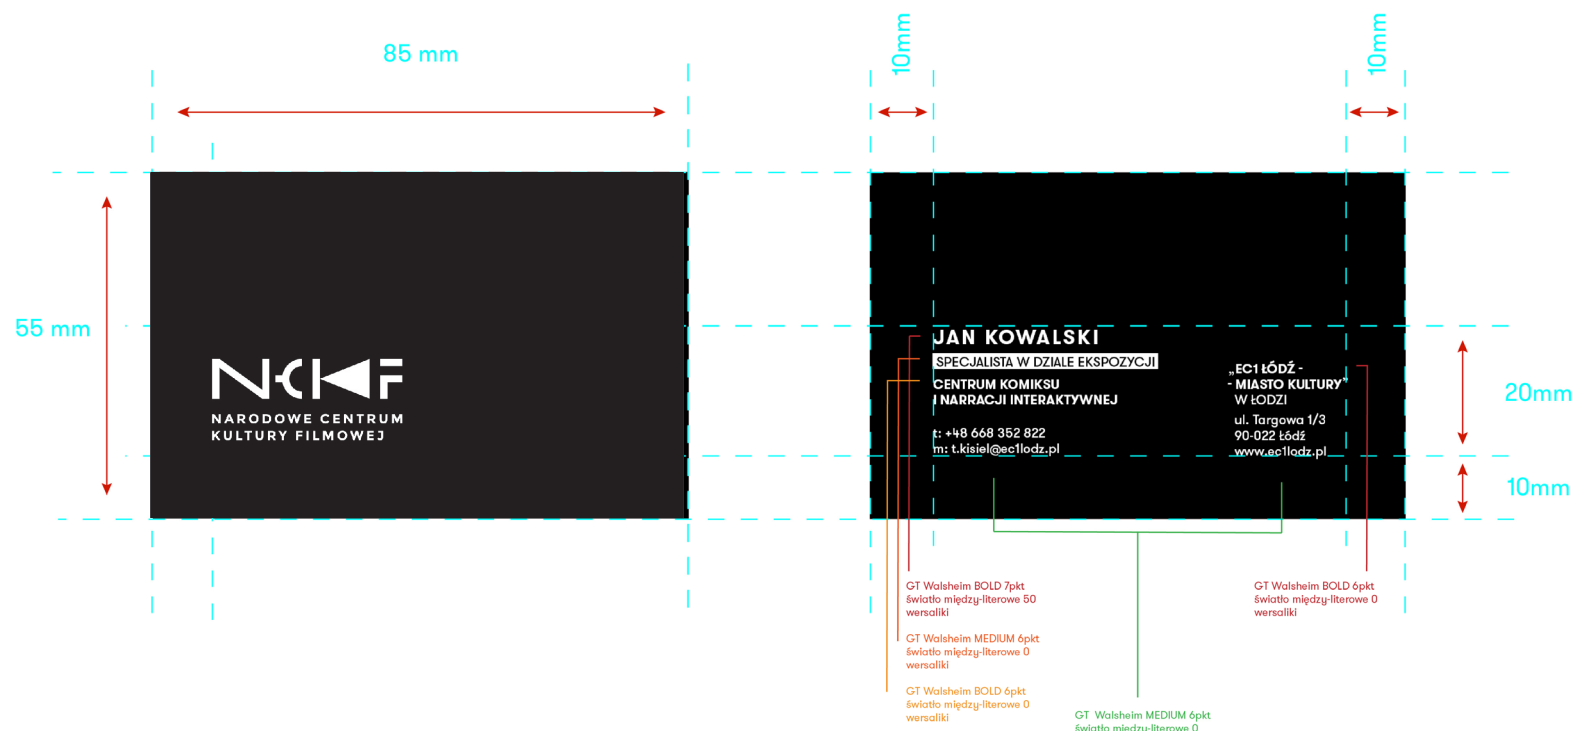 85 mm
10mm
10mm
55 mm
NCKF
NARODOWE CENTRUM
KULTURY FILMOWEJ
JAN KOWALSKI
SPECJALISTA W DZIALE EKSPOZYCJI
CENTRUM KOMIKSU
I NARRACJI INTERAKTYWNEJ
t: +48 668 352 822
m: t.kisiel@ec1lodz.pl
„EC1 ŁÓDŹ -
- MIASTO KULTURY”
W ŁODZI
ul. Targowa 1/3
90-022 Łódź
www.ec1lodz.pl
20mm
10mm
GT Walsheim BOLD 7pkt
światło między-literowe 50
wersaliki
GT Walsheim MEDIUM 6pkt
światło między-literowe 0
wersaliki
GT Walsheim BOLD 6pkt
światło między-literowe 0
wersaliki
GT Walsheim MEDIUM 6pkt
światło między-literowe 0
GT Walsheim BOLD 6pkt
światło między-literowe 0
wersaliki